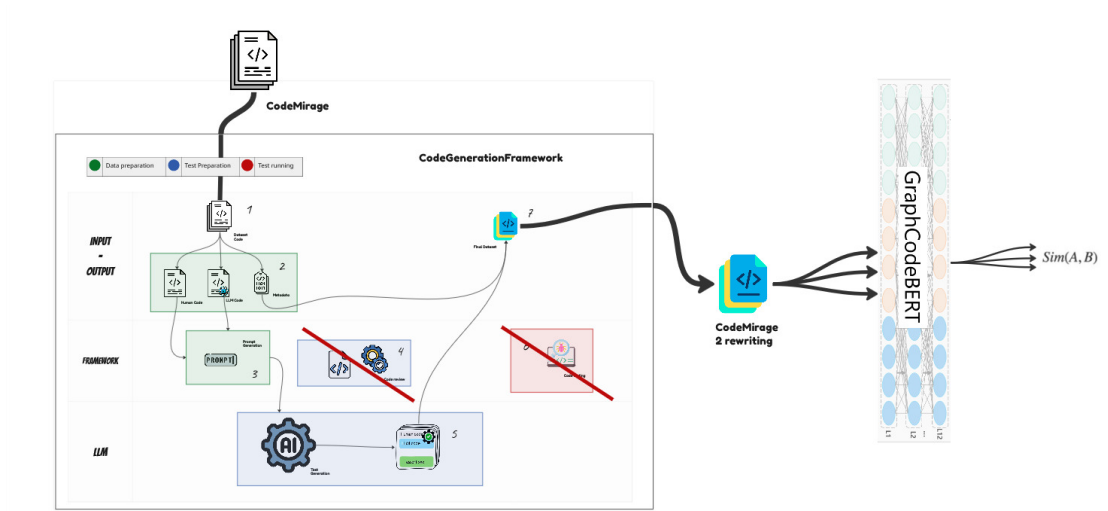 CodeMirage
CodeGenerationFramework
Data preparation
Test Preparation
Test running
1
Dataset
Code
7
Final Dataset
INPUT
-
OUTPUT
2
Human Code
LLM Code
Metadata
CodeMirage
2 rewriting
GraphCodeBERT
Sim(A, B)
FRAMEWORK
Prompt
Generation
PROMPT
3
4
Code review
LLM
AI
Test
Generation
5
L1
L2
L12